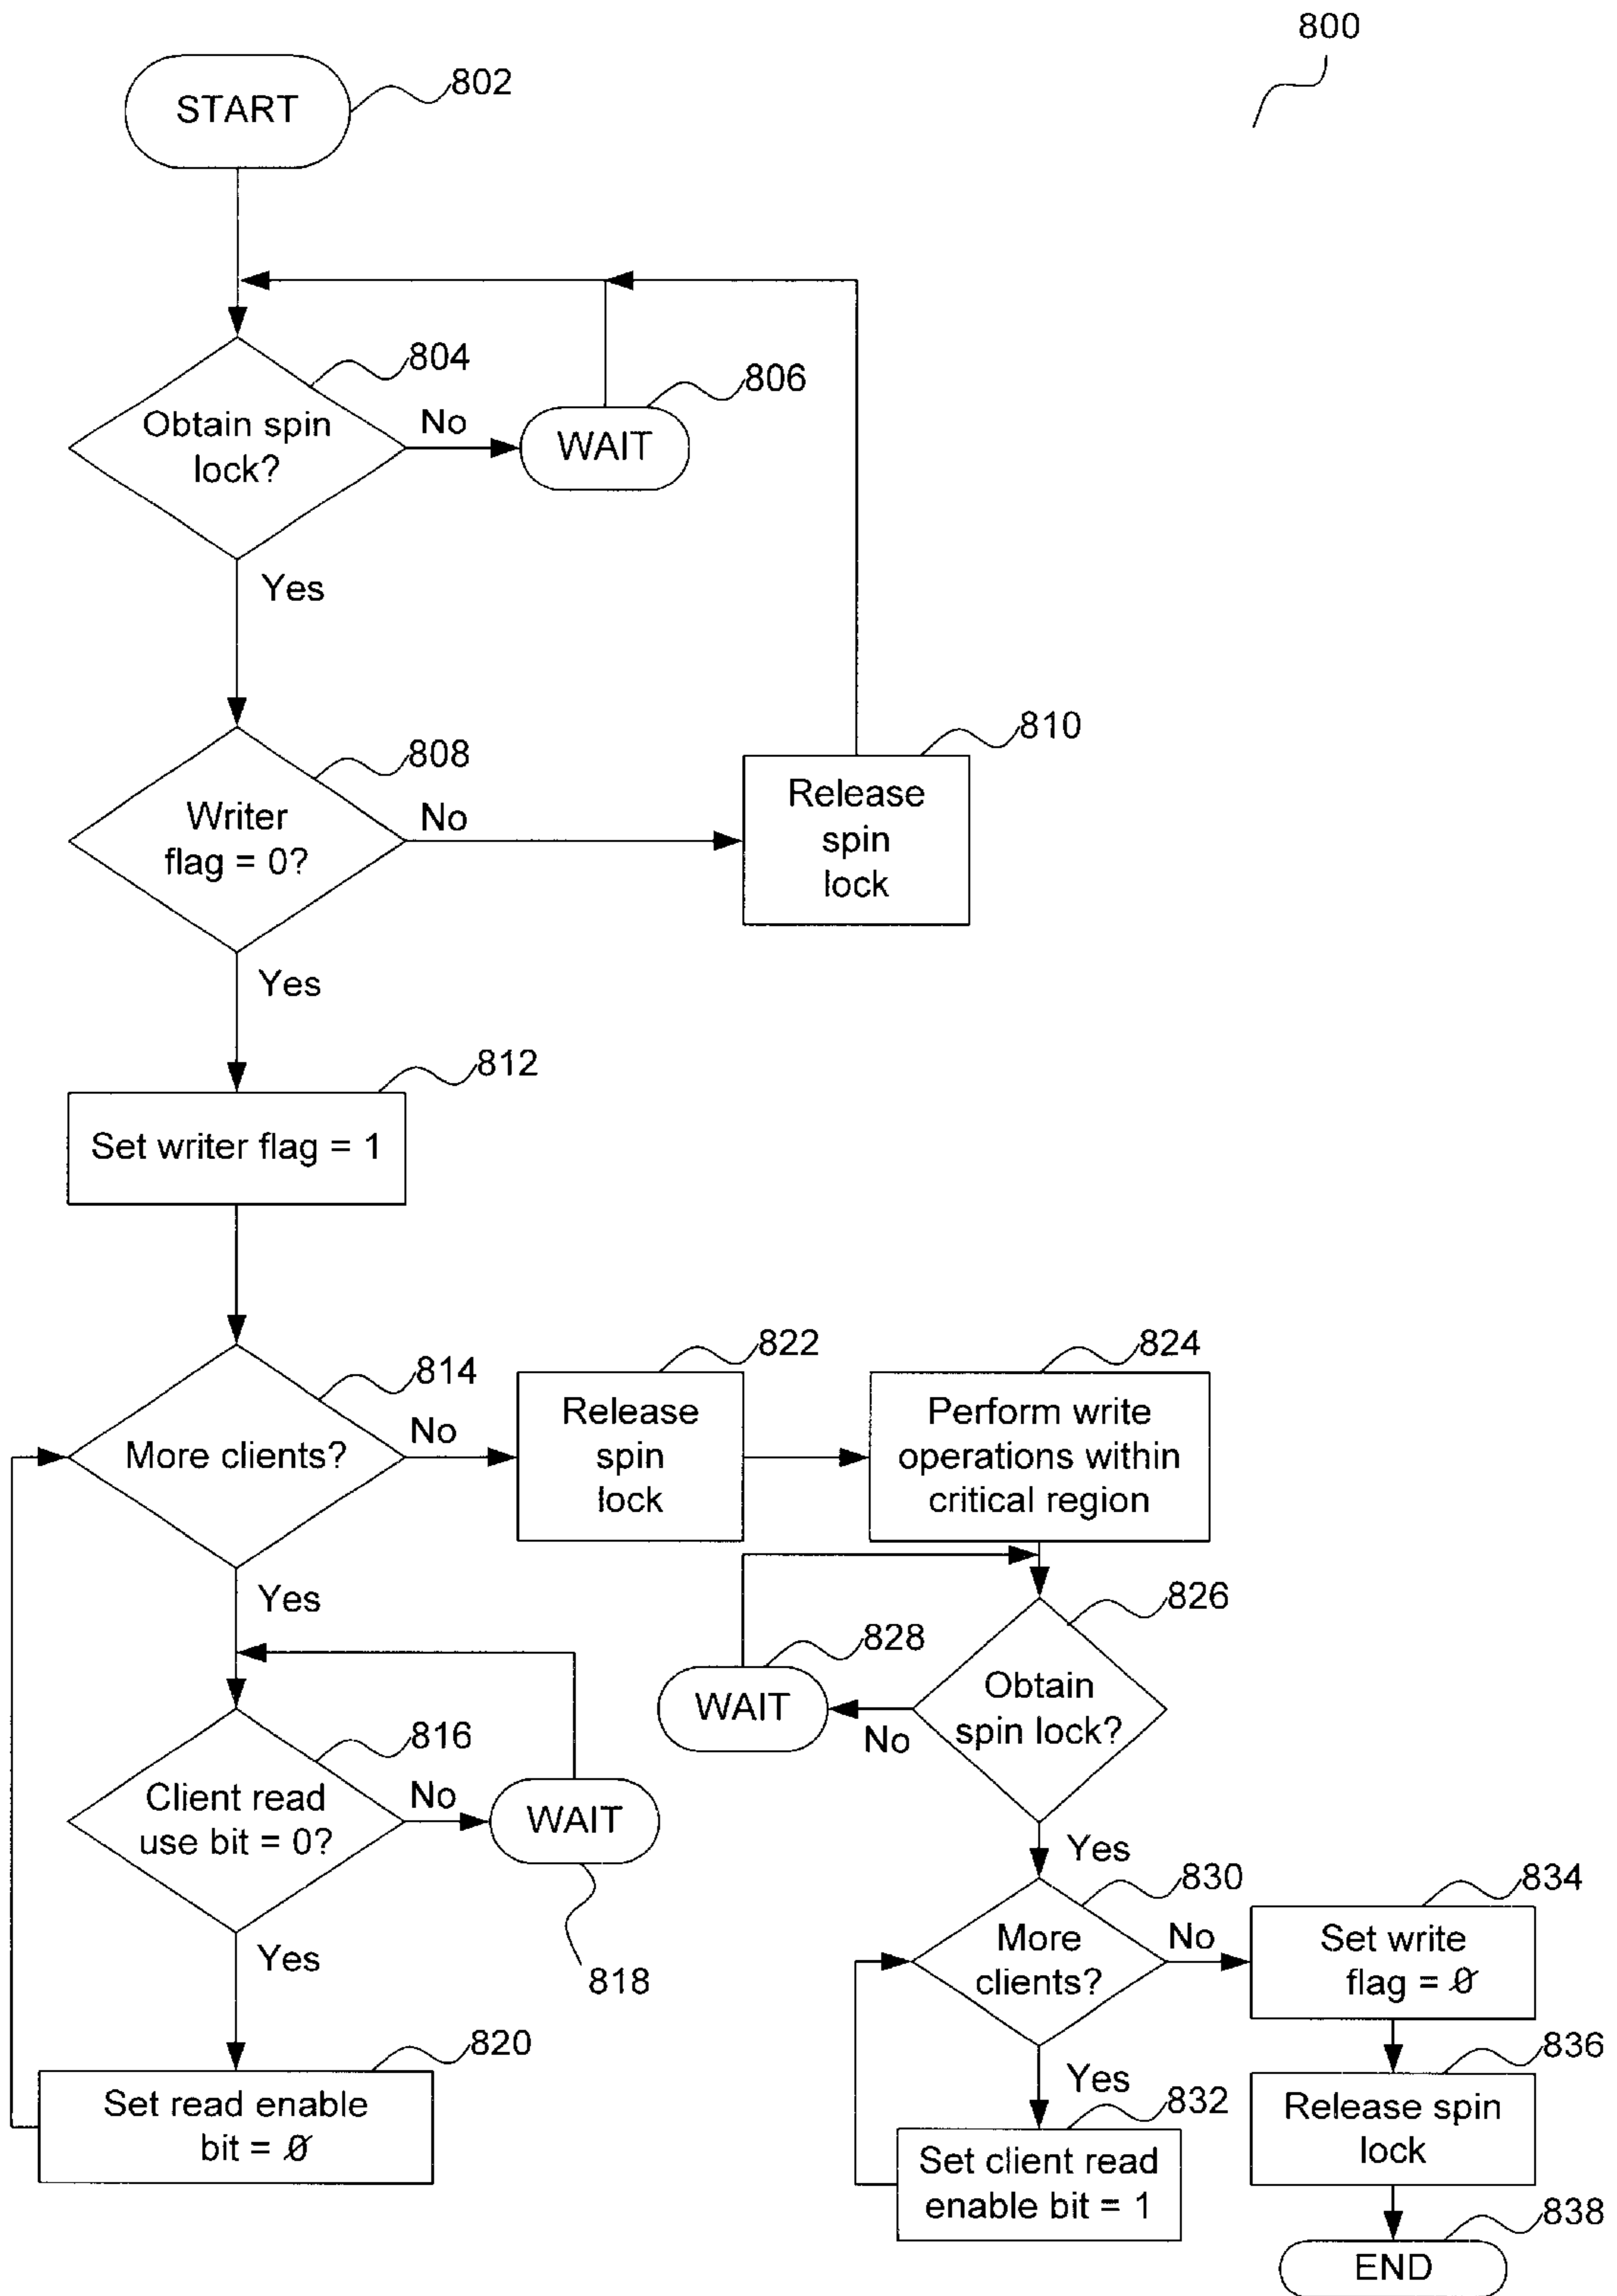 800
START
802
804
Obtain spin
lock?
No
806
WAIT
Yes
808
Writer
flag = 0?
No
810
Release
spin
lock
Yes
812
Set writer flag = 1
814
More clients?
No
822
Release
spin
lock
824
Perform write
operations within
critical region
Yes
826
Obtain
spin lock?
828
WAIT
No
816
Client read
use bit = 0?
No
WAIT
818
Yes
Yes
820
Set read enable
bit = 0
830
More
clients?
No
834
Set write
flag = 0
Yes
832
Set client read
enable bit = 1
836
Release spin
lock
838
END